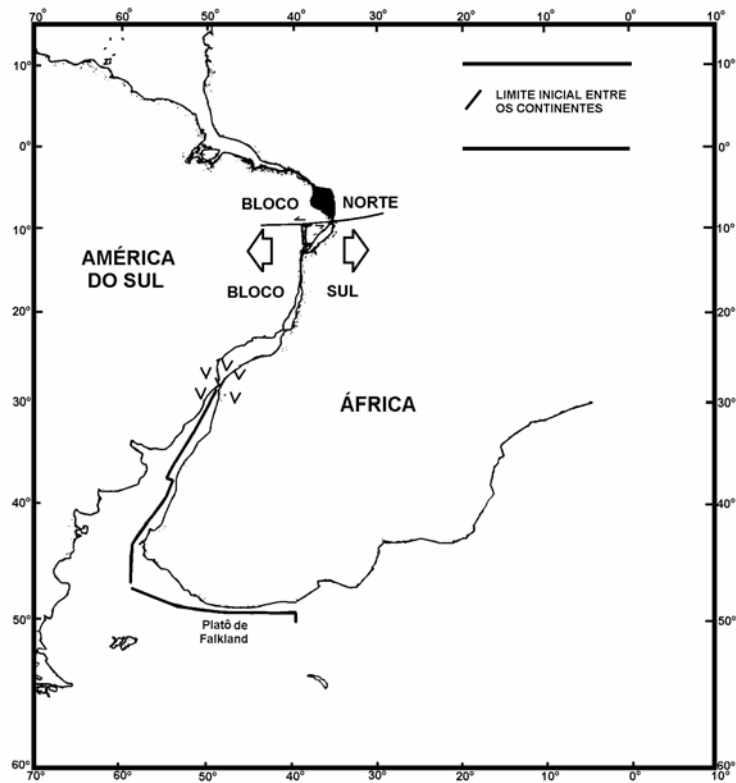 70° 60° 50° 40° 30° 20° 10° 0° 10°
10° 10°
LIMITE INICIAL ENTRE
OS CONTINENTES
0° 0°
BLOCO NORTE
10° 10°
AMÉRICA
DO SUL
BLOCO SUL
20° 20°
30° 30°
ÁFRICA
40° 40°
50° 50°
Platô de
Falkland
60° 60°
70° 60° 50° 40° 30° 20° 10° 0° 10°